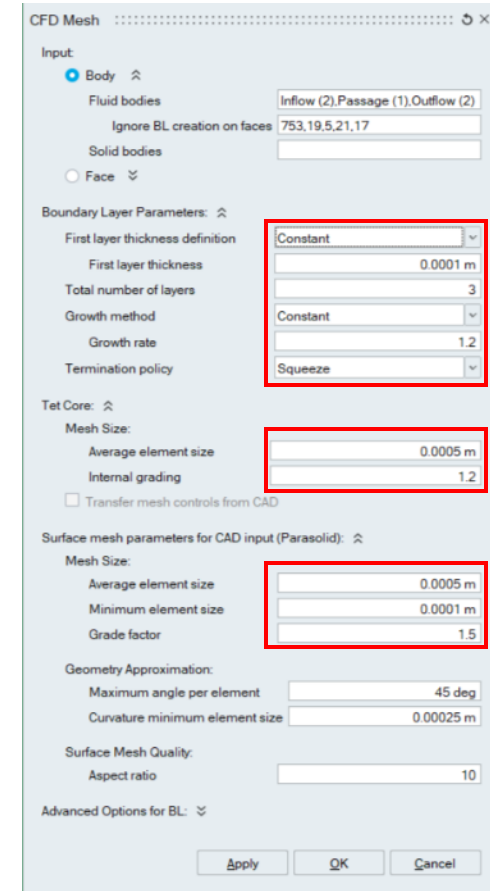 CFD Mesh
Input:
Body
Fluid bodies Inflow (2),Passage (1),Outflow (2)
Ignore BL creation on faces 753,19,5,21,17
Solid bodies
Face
Boundary Layer Parameters:
First layer thickness definition Constant
First layer thickness 0.0001 m
Total number of layers 3
Growth method Constant
Growth rate 1.2
Termination policy Squeeze
Tet Core:
Mesh Size:
Average element size 0.0005 m
Internal grading 1.2
Transfer mesh controls from CAD
Surface mesh parameters for CAD input (Parasolid):
Mesh Size:
Average element size 0.0005 m
Minimum element size 0.0001 m
Grade factor 1.5
Geometry Approximation:
Maximum angle per element 45 deg
Curvature minimum element size 0.00025 m
Surface Mesh Quality:
Aspect ratio 10
Advanced Options for BL:
Apply OK Cancel